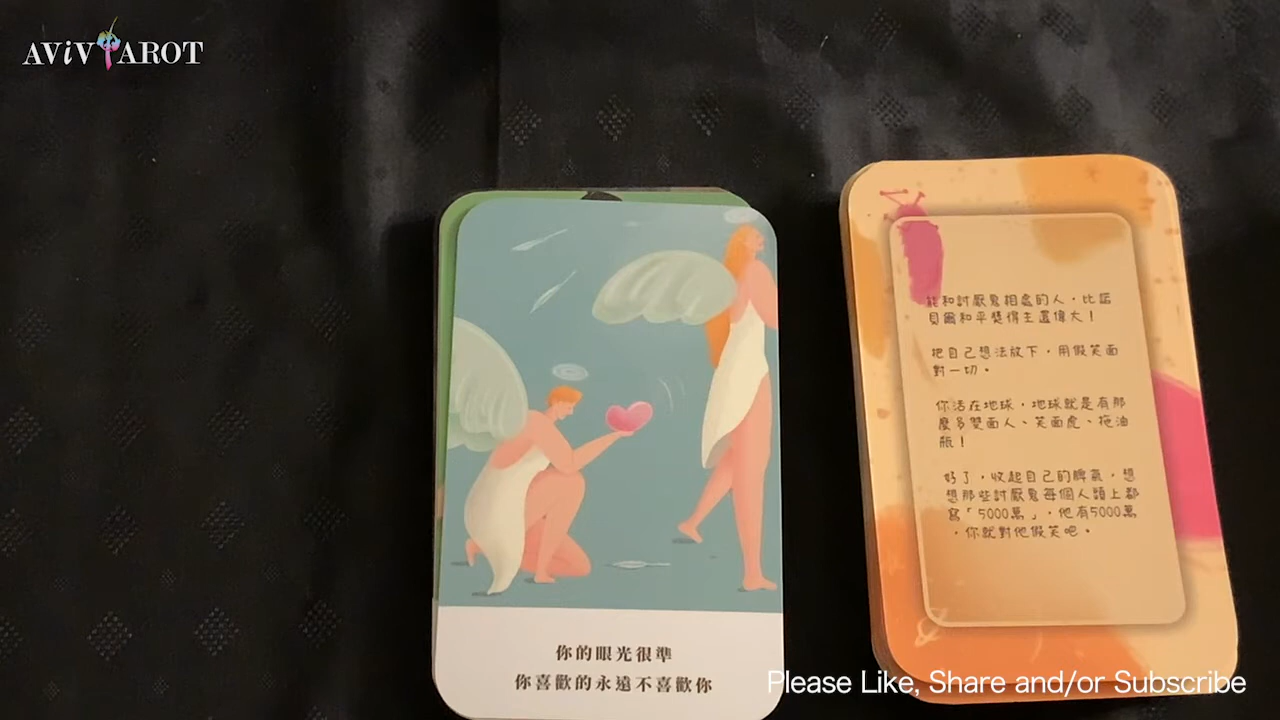 AViVTAROT
你的眼光很準
你喜歡的永遠不喜歡你
能和討厭鬼相處的人，比諾
貝爾和平獎得主還偉大！
把自己想法放下，用假笑面
對一切。
你活在地球，地球就是有那
麼多雙面人、笑面虎、拖油
瓶！
好了，收起自己的脾氣，想
想那些討厭鬼每個人頭上都
寫「5000萬」，他有5000萬
，你就對他假笑吧。
Please Like, Share and/or Subscribe